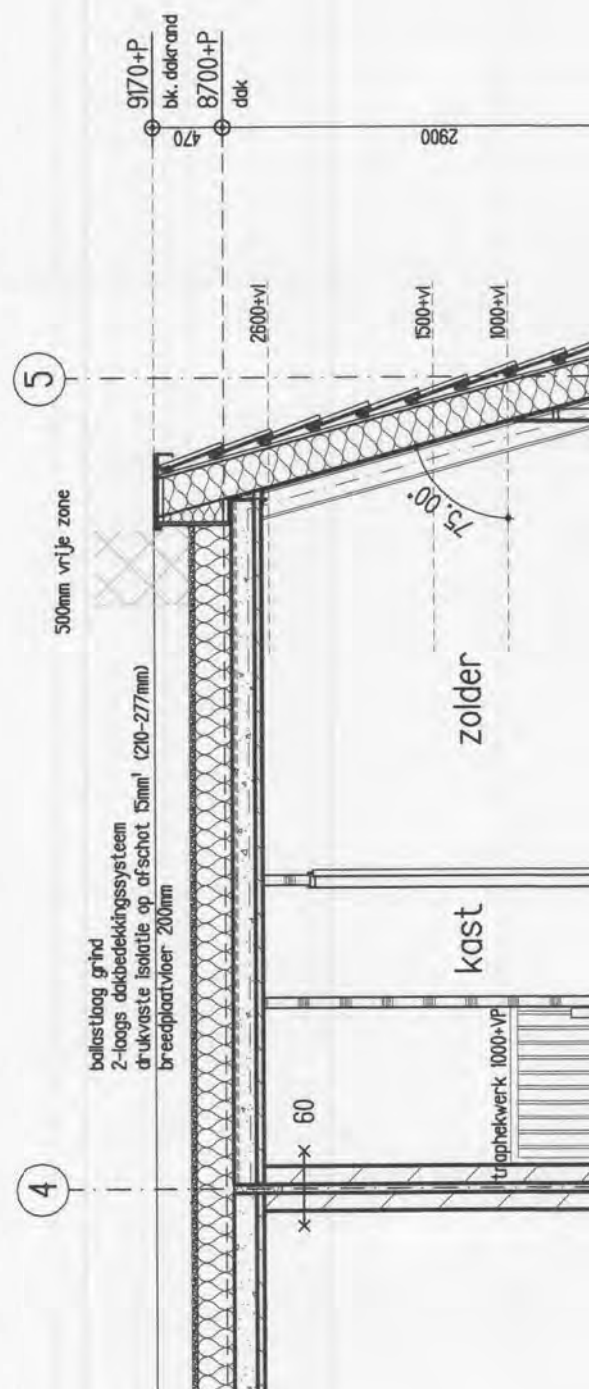 9170+P
bk. dakrand
8700+P
dak
470
2900
5
500mm vrije zone
2600+vl
1500+vl
1000+vl
75.00°
ballastlaag grind
2-laags dakbedekkingssysteem
drukvaste isolatie op afschot 15mm¹ (210-277mm)
breedplaatvloer 200mm
zolder
kast
traphekwerk 1000+VP
60
4